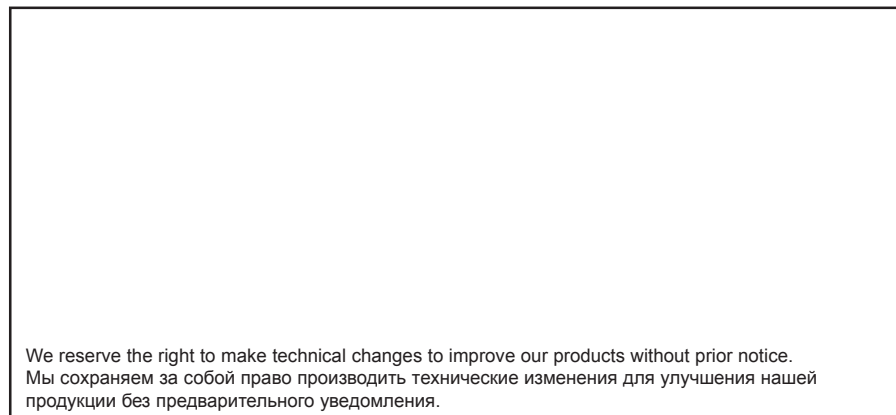 We reserve the right to make technical changes to improve our products without prior notice.
Мы сохраняем за собой право производить технические изменения для улучшения нашей
продукции без предварительного уведомления.